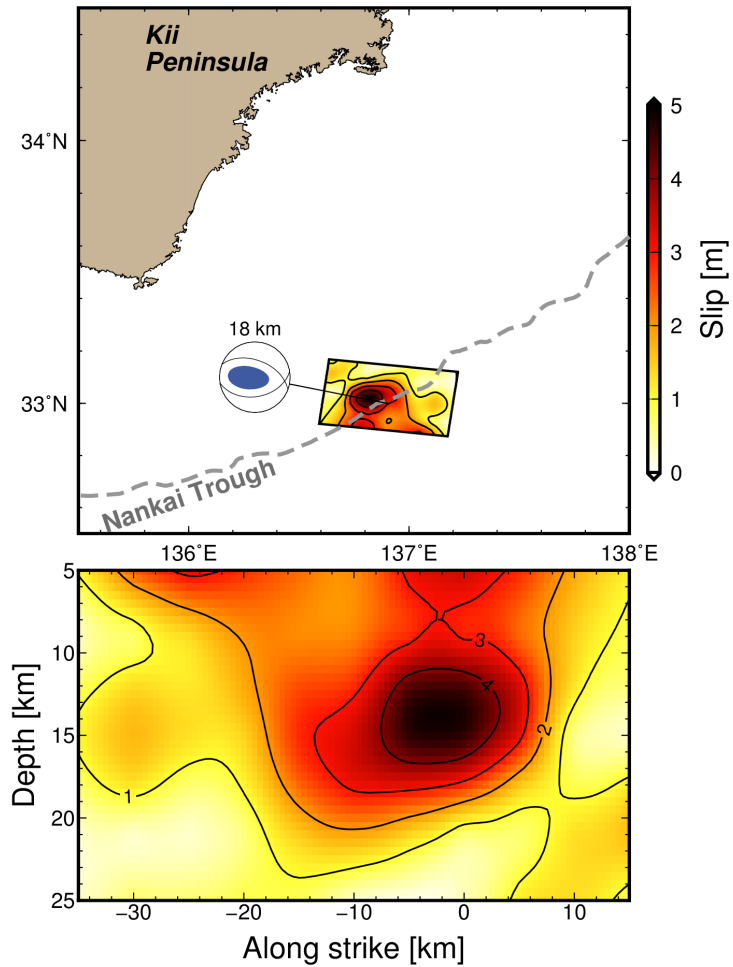 Kii
Peninsula
34°N
18 km
33°N
Nankai Trough
136°E
137°E
138°E
5
4
3
2
1
0
Slip [m]
5
10
15
20
25
Depth [km]
3
4
2
1
−30
−20
−10
0
10
Along strike [km]